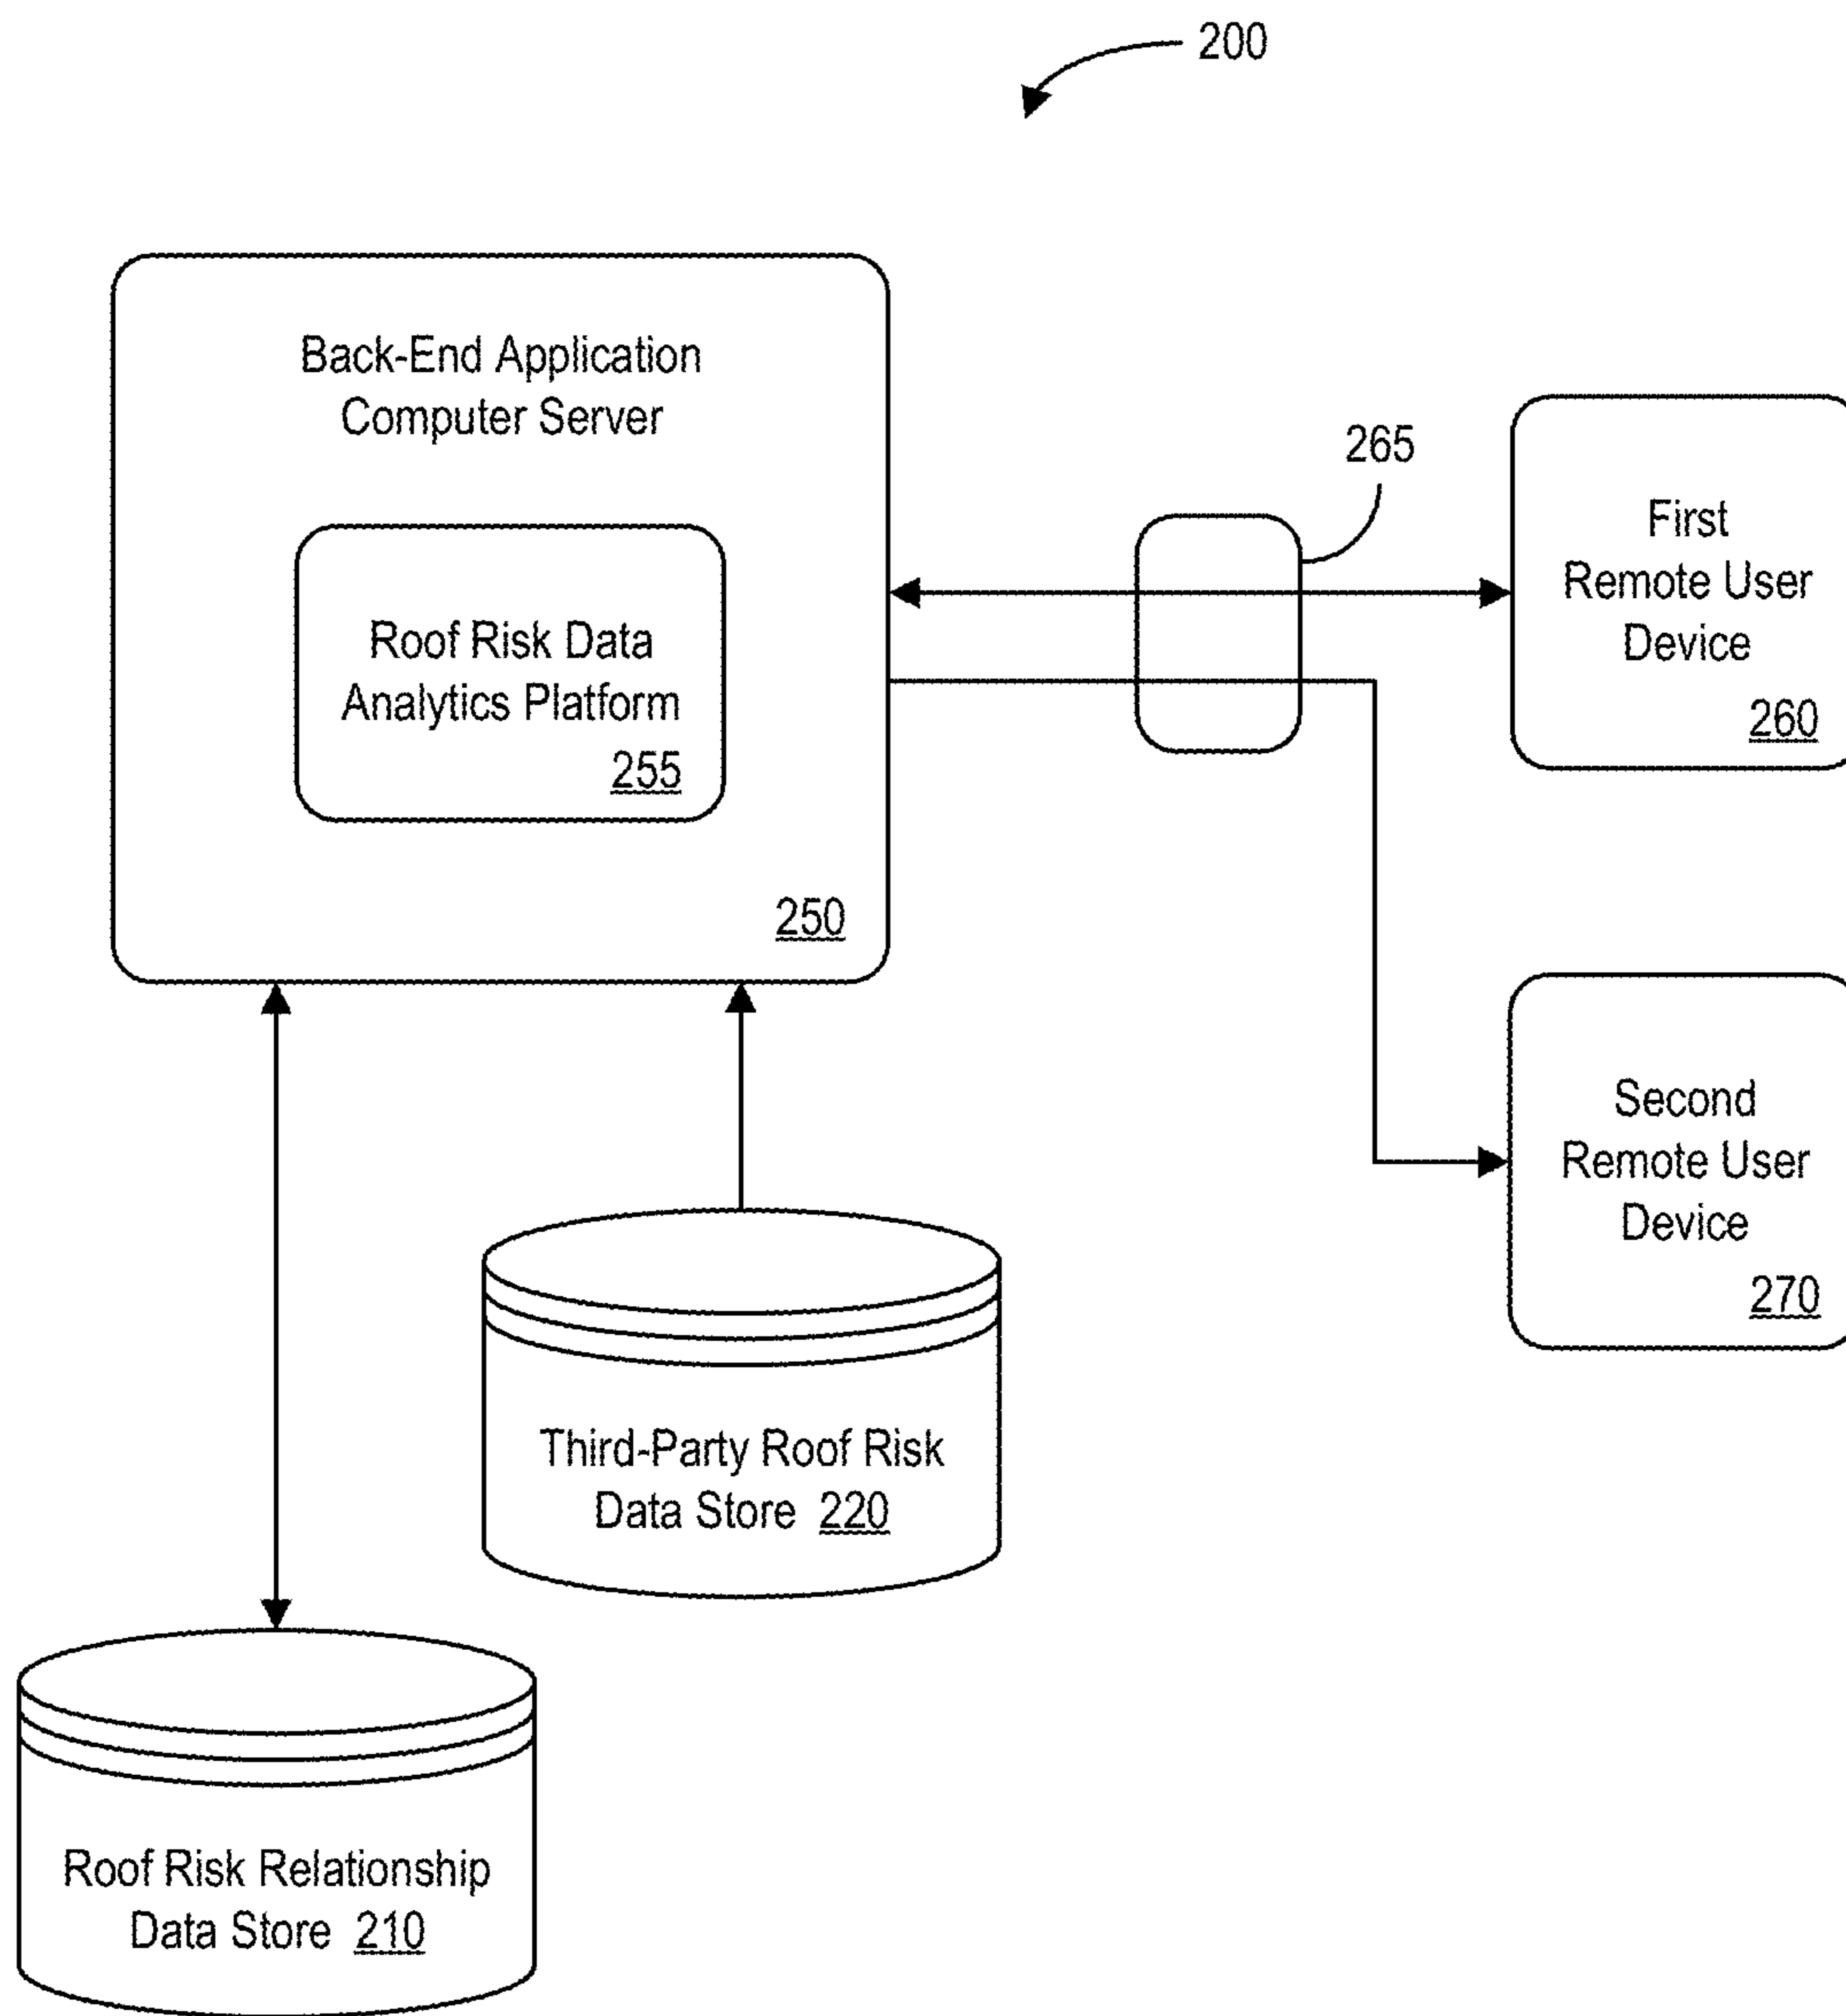 200
Back-End Application
Computer Server
Roof Risk Data
Analytics Platform
255
250
265
First
Remote User
Device
260
Second
Remote User
Device
270
Third-Party Roof Risk
Data Store 220
Roof Risk Relationship
Data Store 210